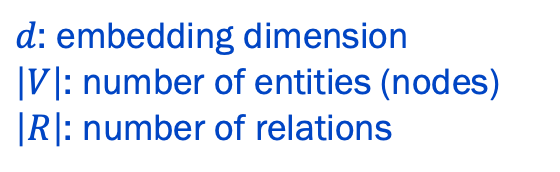 d: embedding dimension
|V|: number of entities (nodes)
|R|: number of relations